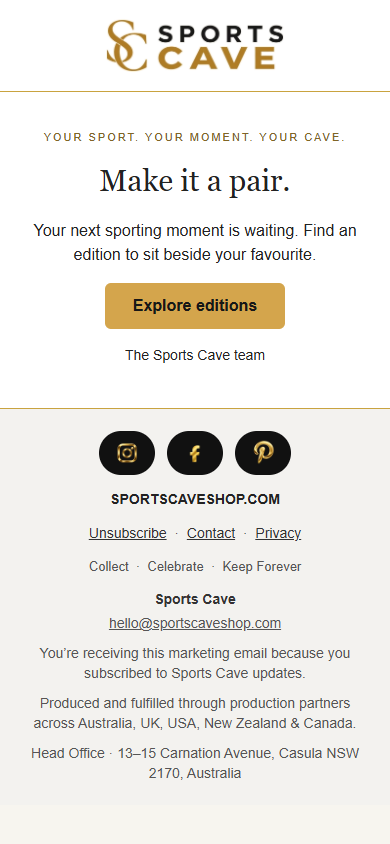 SC SPORTS
CAVE
YOUR SPORT. YOUR MOMENT. YOUR CAVE.
Make it a pair.
Your next sporting moment is waiting. Find an
edition to sit beside your favourite.
Explore editions
The Sports Cave team
SPORTSCAVESHOP.COM
Unsubscribe · Contact · Privacy
Collect · Celebrate · Keep Forever
Sports Cave
hello@sportscaveshop.com
You’re receiving this marketing email because you
subscribed to Sports Cave updates.
Produced and fulfilled through production partners
across Australia, UK, USA, New Zealand & Canada.
Head Office · 13–15 Carnation Avenue, Casula NSW
2170, Australia